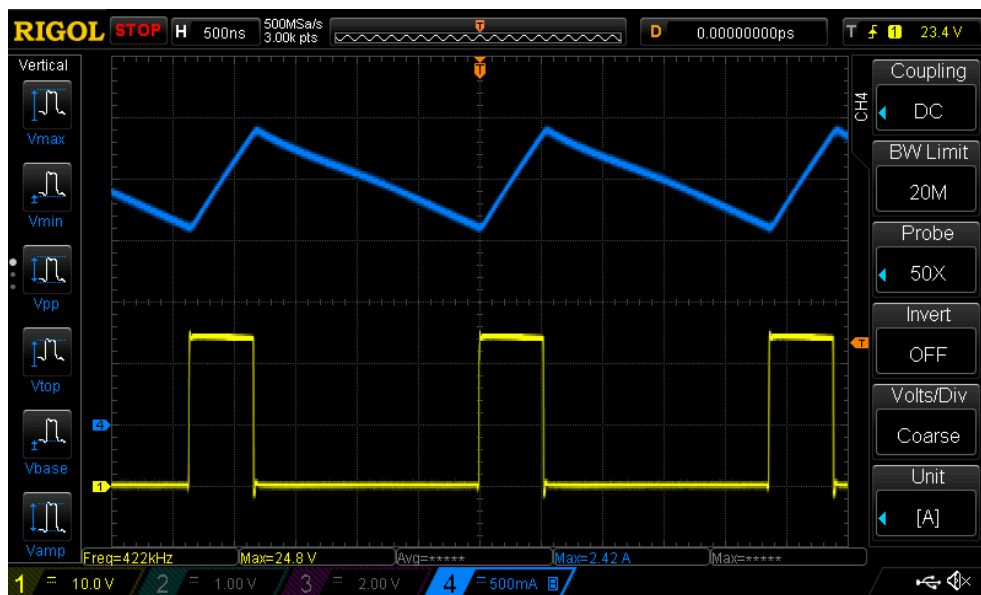 RIGOL STOP H 500ns 500MSa/s 3.00k pts D 0.00000000ps T 1 23.4 V
T
Vertical
Vmax
Vmin
Vpp
Vtop
Vbase
Vamp
T
4
1
CH4
Coupling
DC
BW Limit
20M
Probe
50X
Invert
OFF
Volts/Div
Coarse
Unit
[A]
T
Freq=422kHz Max=24.8 V Avg=***** Max=2.42 A Max=*****
1 = 10.0 V 2 = 1.00 V 3 = 2.00 V 4 = 500mA B